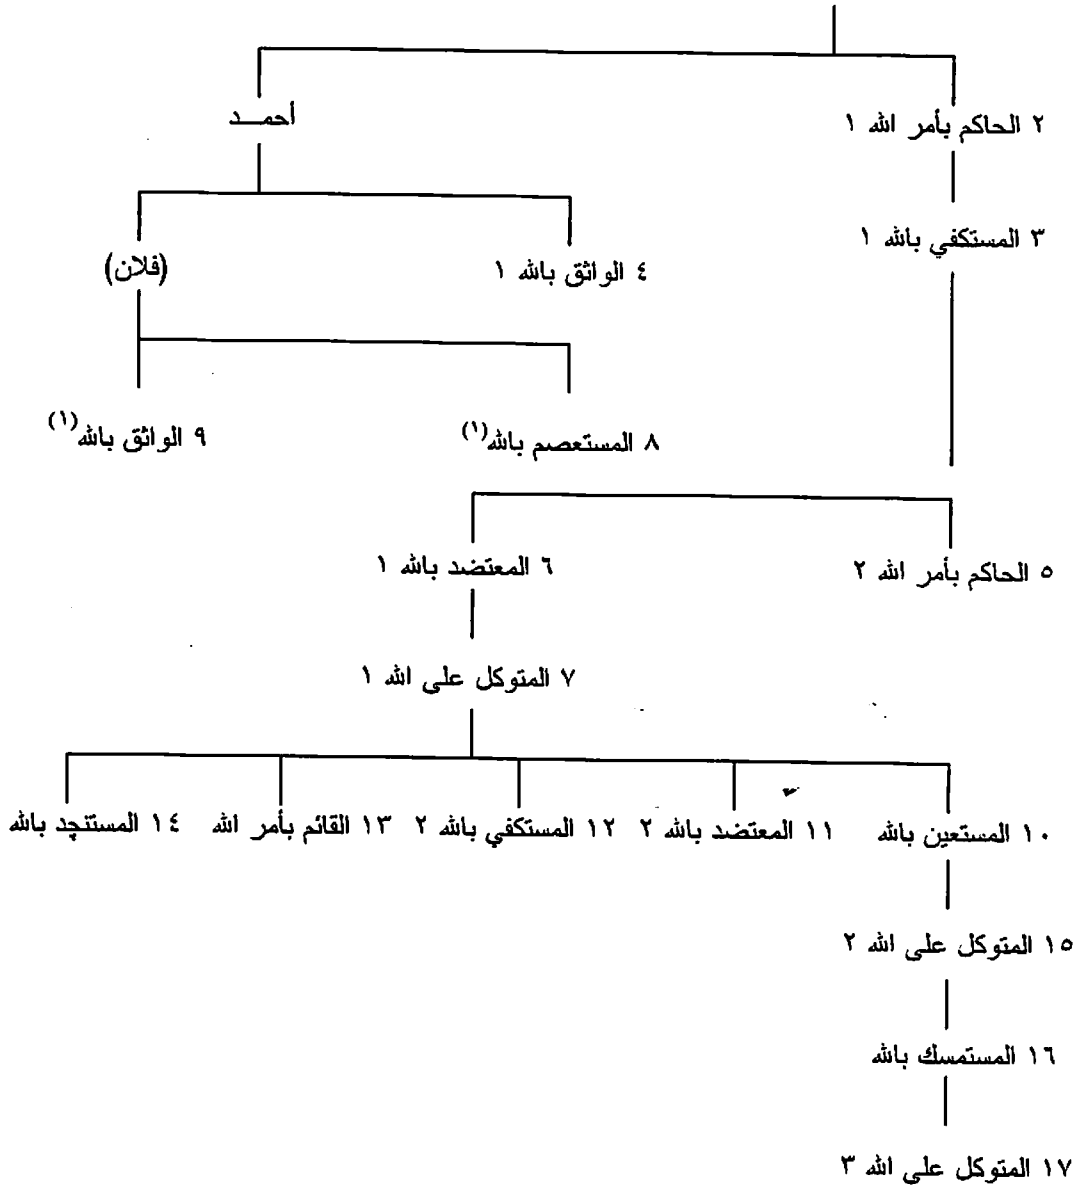 ٢ الحاكم بأمر الله ١
أحمـــد
٣ المستكفي بالله ١
٤ الواثق بالله ١
(فلان)
٨ المستعصم بالله(١)
٩ الواثق بالله(١)
٥ الحاكم بأمر الله ٢
٦ المعتضد بالله ١
٧ المتوكل على الله ١
١٠ المستعين بالله
١١ المعتضد بالله ٢
١٢ المستكفي بالله ٢
١٣ القائم بأمر الله
١٤ المستنجد بالله
١٥ المتوكل على الله ٢
١٦ المستمسك بالله
١٧ المتوكل على الله ٣